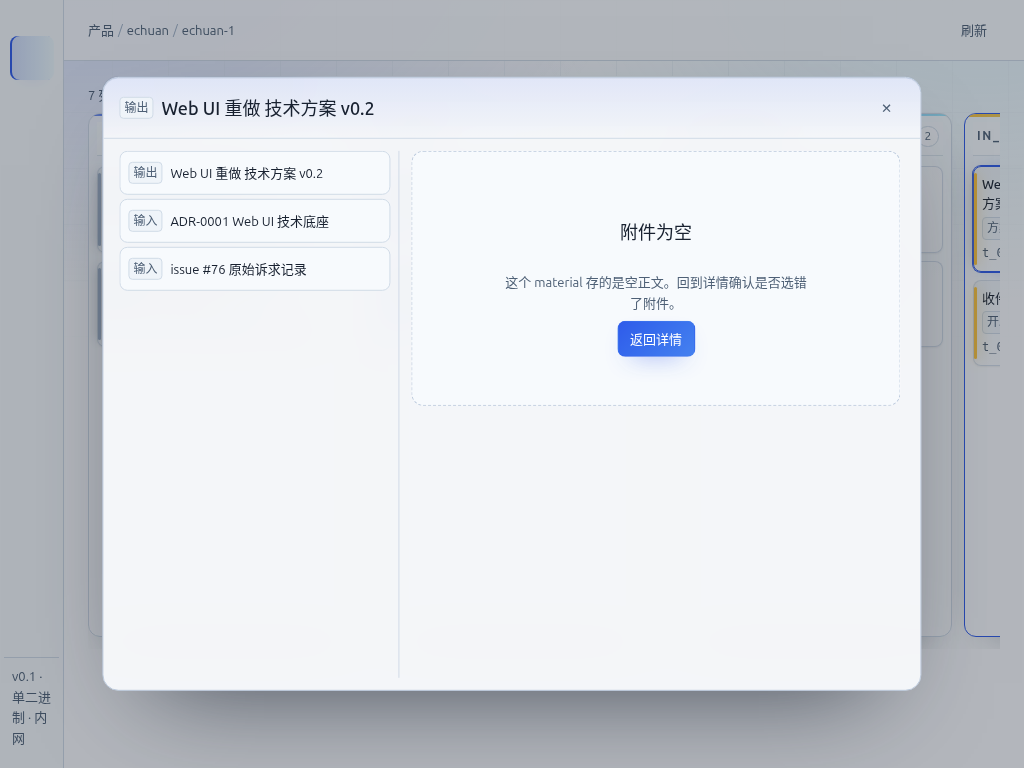 产品 / echuan / echuan-1
刷新
7
2
输出 Web UI 重做 技术方案 v0.2
×
输出 Web UI 重做 技术方案 v0.2
输入 ADR-0001 Web UI 技术底座
输入 issue #76 原始诉求记录
附件为空
这个 material 存的是空正文。回到详情确认是否选错
了附件。
返回详情
IN_
We
方案
方
收件
开
v0.1 ·
单二进
制 · 内
网